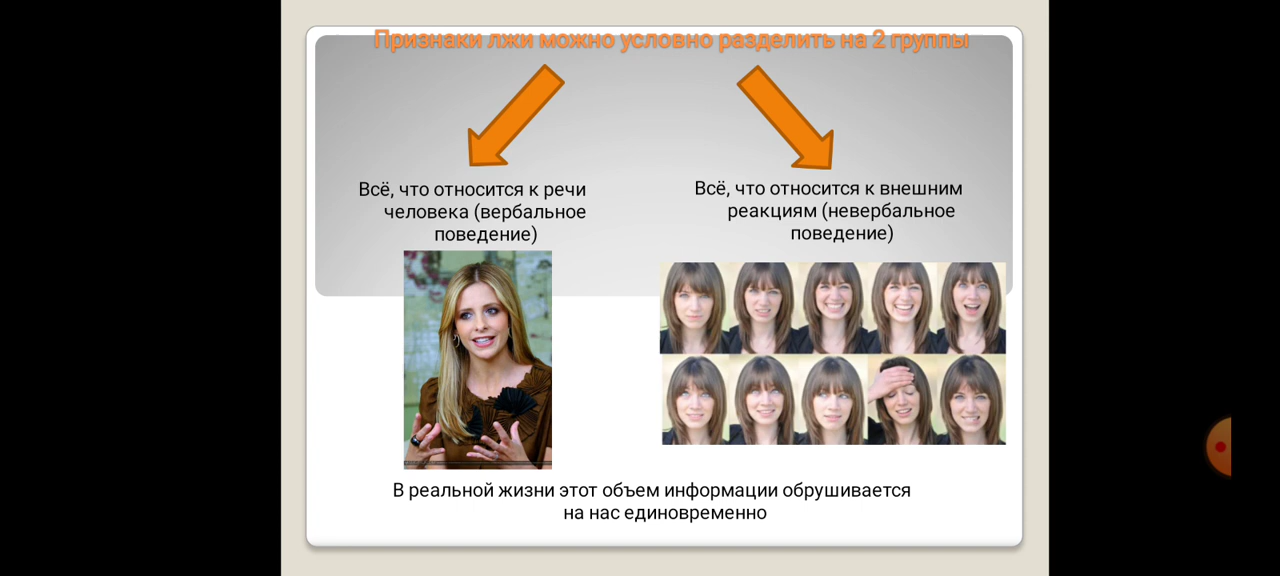 Признаки лжи можно условно разделить на 2 группы
Всё, что относится к речи
человека (вербальное
поведение)
Всё, что относится к внешним
реакциям (невербальное
поведение)
В реальной жизни этот объем информации обрушивается
на нас единовременно